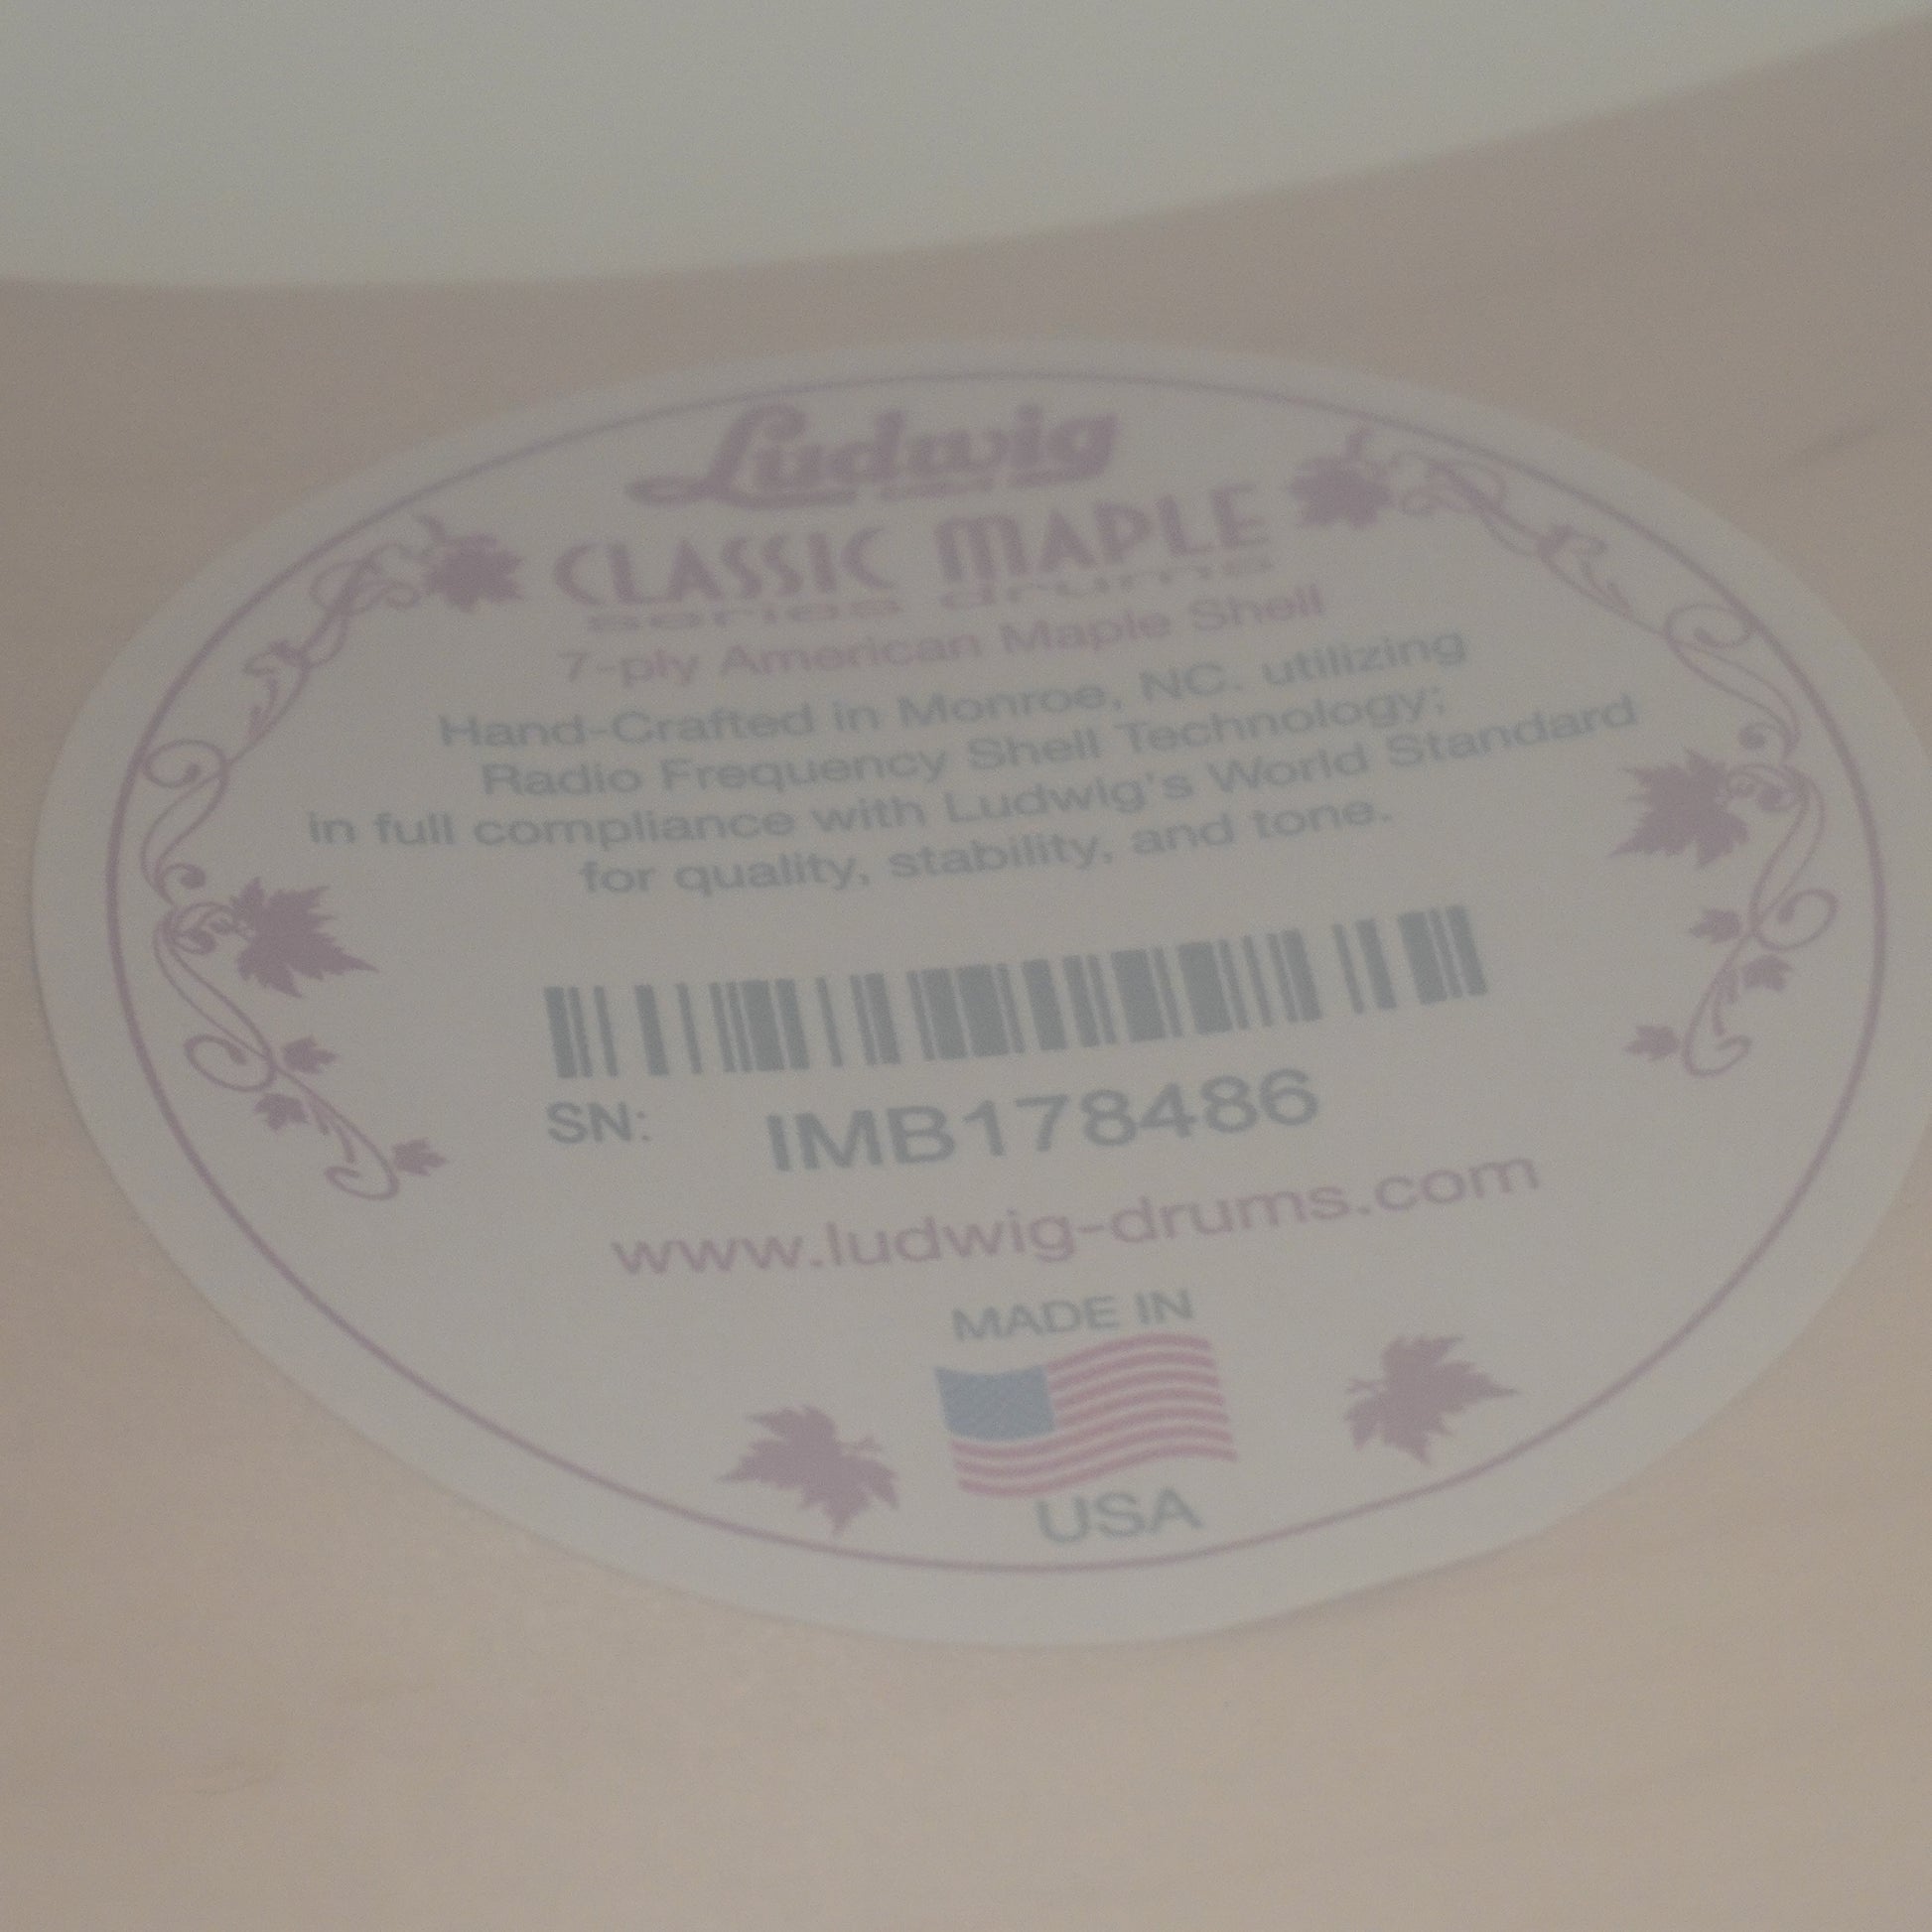 Ludwig
CLASSIC MAPLE
series drums
7-ply American Maple Shell
Hand-Crafted in Monroe, NC. utilizing
Radio Frequency Shell Technology;
in full compliance with Ludwig's World Standard
for quality, stability, and tone.
SN: IMB178486
www.ludwig-drums.com
MADE IN
USA